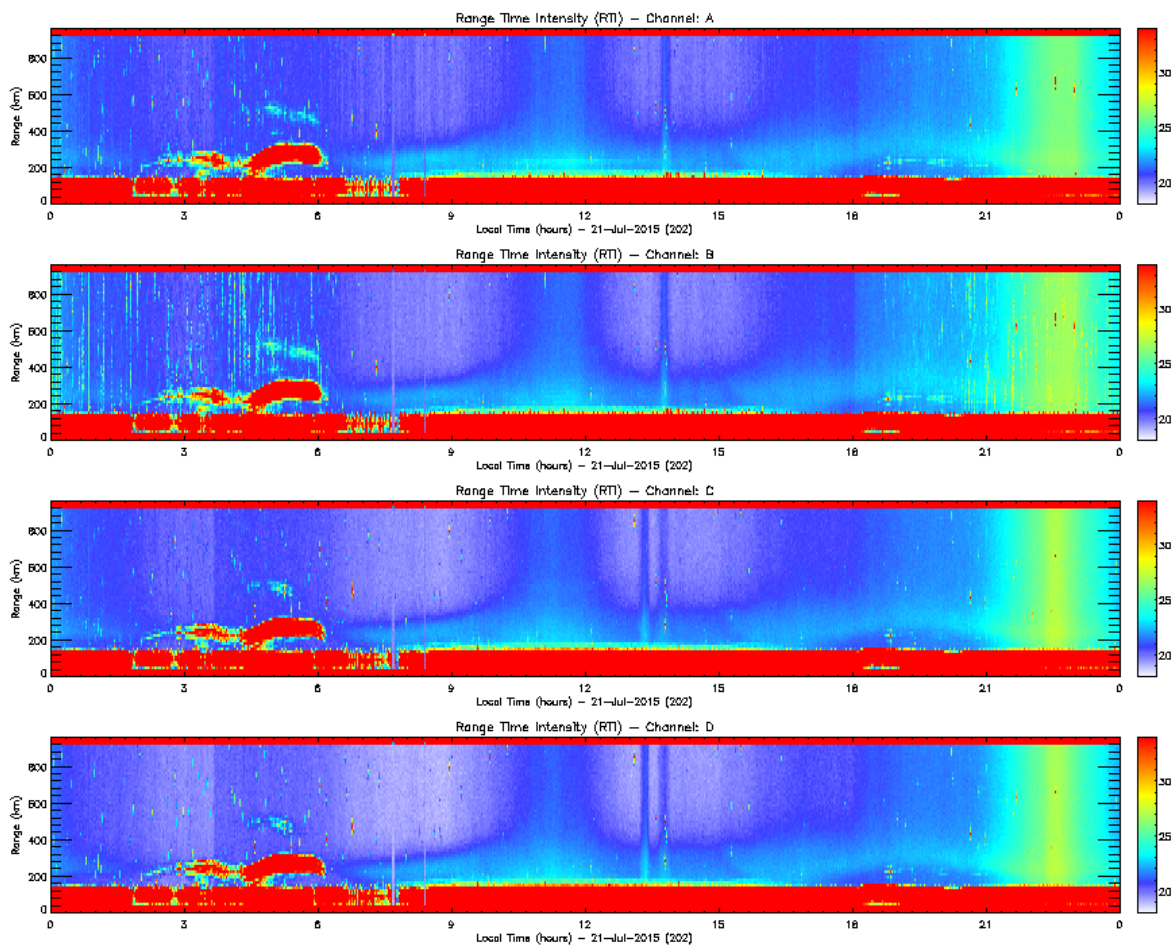 Range Time Intensity (RTI) – Channel: A
Range (km)
800
600
400
200
0
30
25
20
0 3 6 9 12 15 18 21 0
Local Time (hours) – 21–Jul–2015 (202)
Range Time Intensity (RTI) – Channel: B
Range (km)
800
600
400
200
0
30
25
20
0 3 6 9 12 15 18 21 0
Local Time (hours) – 21–Jul–2015 (202)
Range Time Intensity (RTI) – Channel: C
Range (km)
800
600
400
200
0
30
25
20
0 3 6 9 12 15 18 21 0
Local Time (hours) – 21–Jul–2015 (202)
Range Time Intensity (RTI) – Channel: D
Range (km)
800
600
400
200
0
30
25
20
0 3 6 9 12 15 18 21 0
Local Time (hours) – 21–Jul–2015 (202)